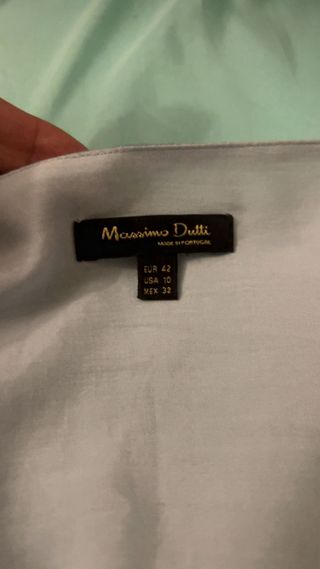 Massimo Dutti
MADE IN PORTUGAL
EUR 42
USA 10
MEX 32